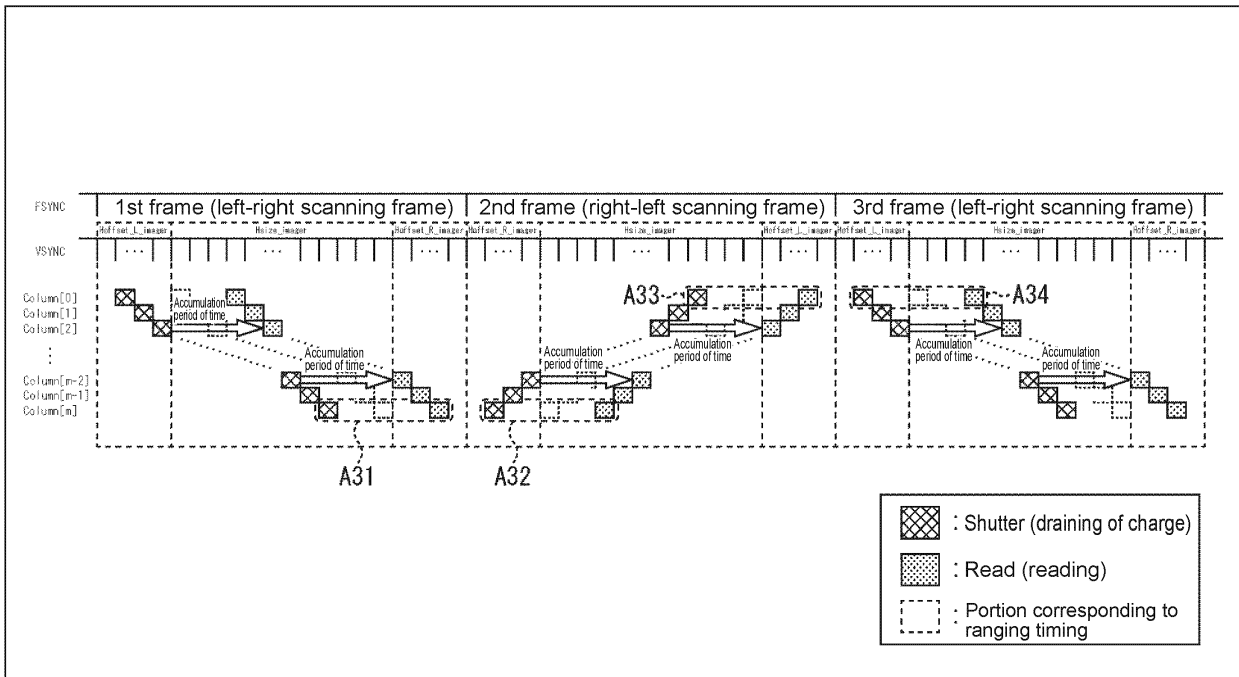 FSYNC
1st frame (left-right scanning frame)
2nd frame (right-left scanning frame)
3rd frame (left-right scanning frame)
Hoffset_L_imager
Hsize_imager
Hoffset_R_imager
Hoffset_R_imager
Hsize_imager
Hoffset_L_imager
Hoffset_L_imager
Hsize_imager
Hoffset_R_imager
VSYNC
...
...
...
...
...
...
...
...
...
Column[0]
Column[1]
Column[2]
Column[m-2]
Column[m-1]
Column[m]
Accumulation
period of time
Accumulation
period of time
Accumulation
period of time
Accumulation
period of time
Accumulation
period of time
Accumulation
period of time
A33
A34
A31
A32
: Shutter (draining of charge)
: Read (reading)
: Portion corresponding to
ranging timing